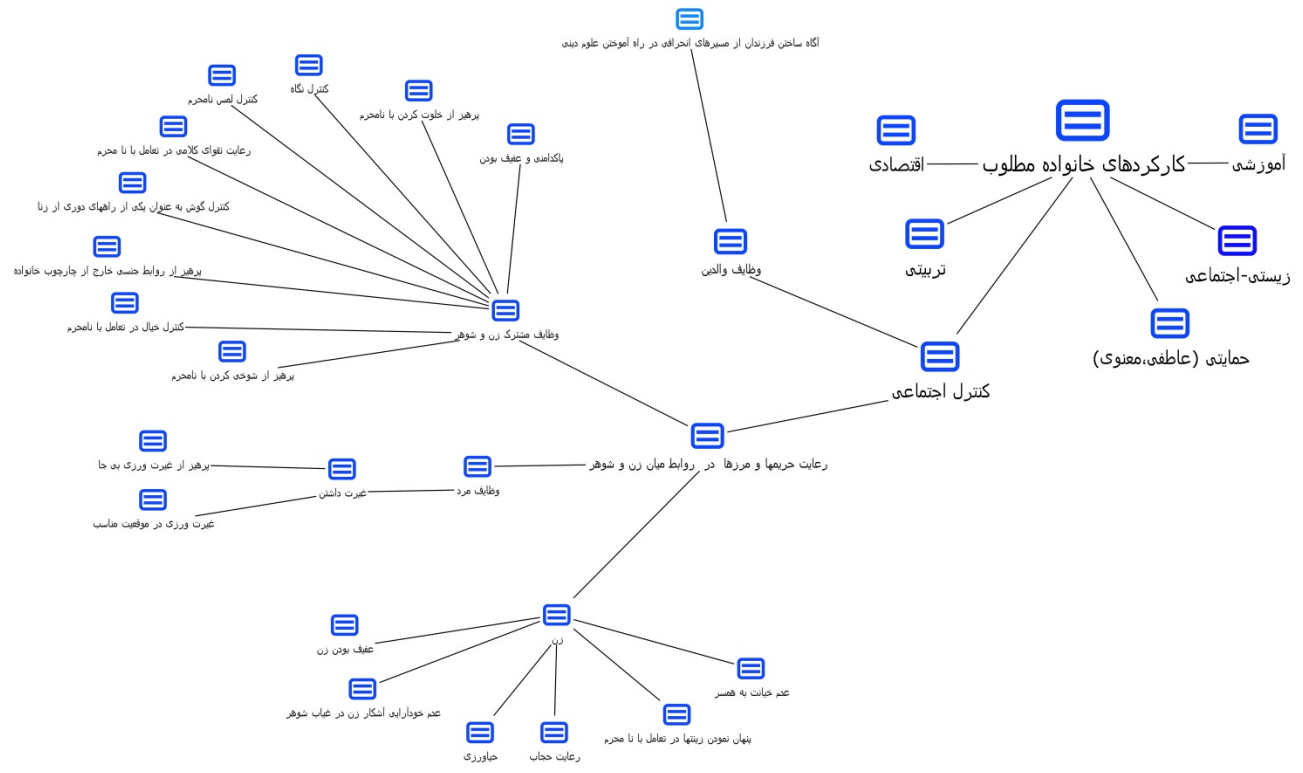 آگاه ساختن فرزندان از مسیرهای انحرافی در راه آموختن علوم دینی
کارکردهای خانواده مطلوب
آموزشی
اقتصادی
تربیتی
زیستی-اجتماعی
حمایتی (عاطفی،معنوی)
کنترل اجتماعی
وظایف والدین
رعایت حریمها و مرزها در روابط میان زن و شوهر
وظایف مشترک زن و شوهر
پاکدامنی و عفیف بودن
پرهیز از خلوت کردن با نامحرم
کنترل نگاه
کنترل لمس نامحرم
رعایت تقوای کلامی در تعامل با نا محرم
کنترل گوش به عنوان یکی از راههای دوری از زنا
پرهیز از روابط جنسی خارج از چارچوب خانواده
کنترل خیال در تعامل با نامحرم
پرهیز از شوخی کردن با نامحرم
وظایف مرد
غیرت داشتن
پرهیز از غیرت ورزی بی جا
غیرت ورزی در موقعیت مناسب
زن
عفیف بودن زن
عدم خودآرایی آشکار زن در غیاب شوهر
حیاورزی
رعایت حجاب
پنهان نمودن زینتها در تعامل با نا محرم
عدم خیانت به همسر